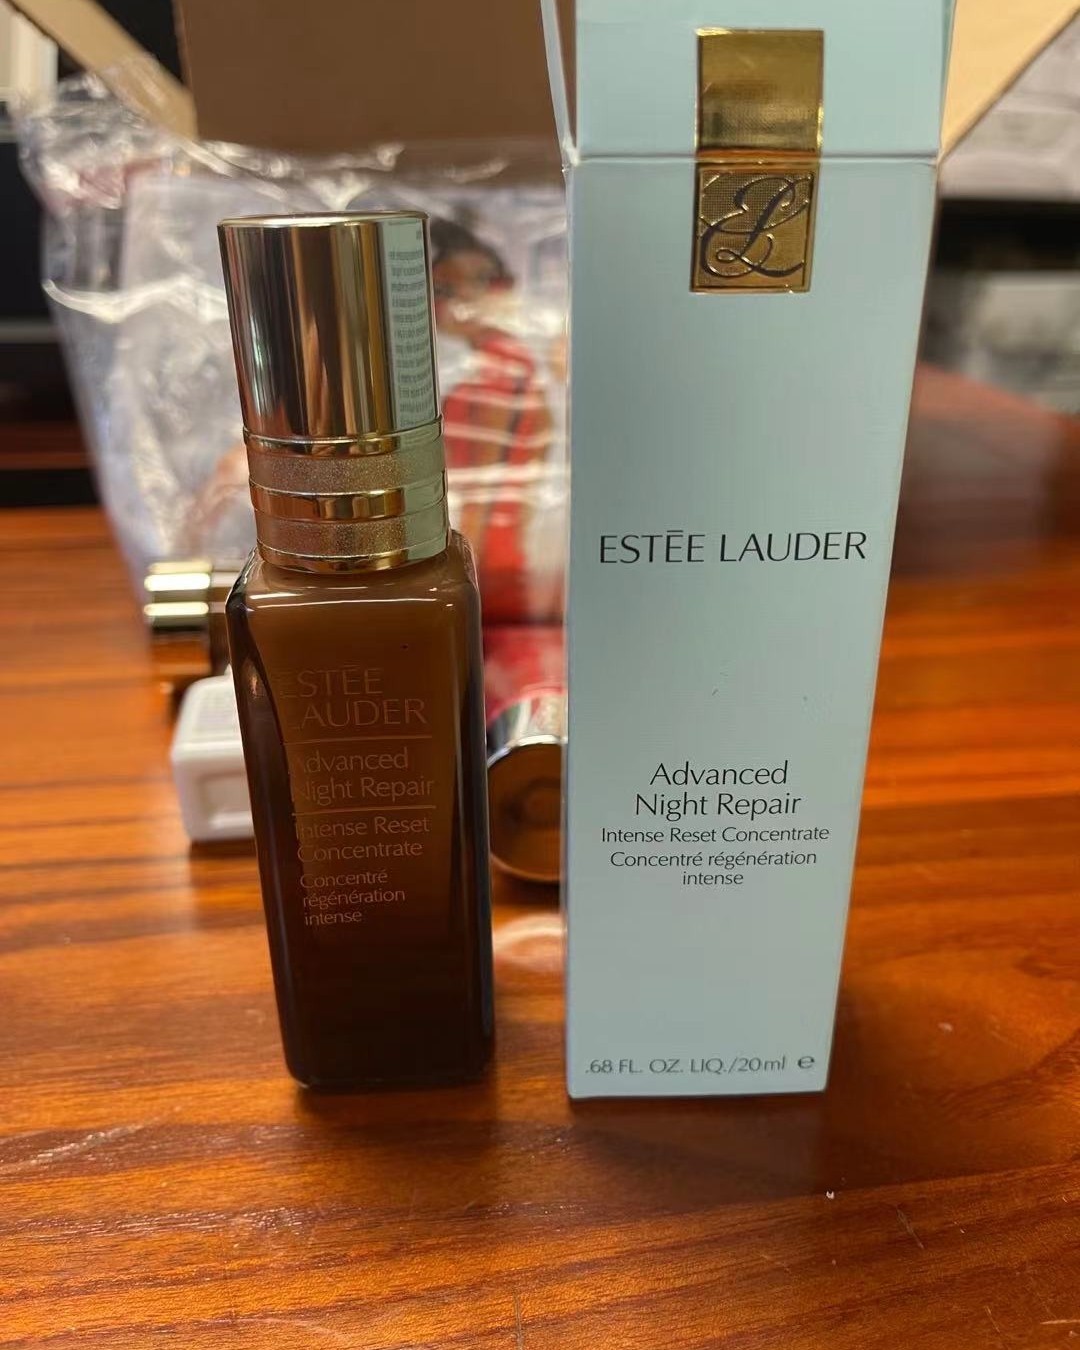 ESTĒE
LAUDER
Advanced
Night Repair
Intense Reset
Concentrate
Concentré
régénération
intense
EL
ESTĒE LAUDER
Advanced
Night Repair
Intense Reset Concentrate
Concentré régénération
intense
.68 FL. OZ. LIQ./20ml ℮